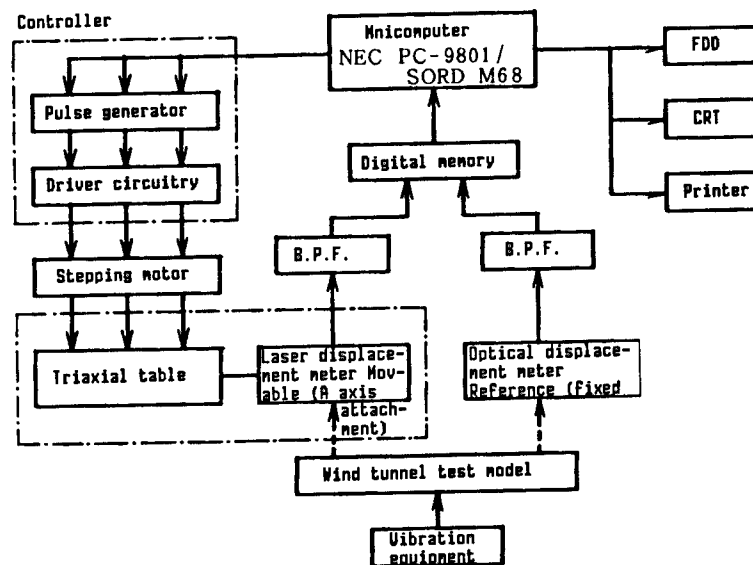 Controller
Mnicomputer
NEC PC-9801/
SORD M68
FDD
CRT
Printer
Pulse generator
Driver circuitry
Digital memory
Stepping motor
B.P.F.
B.P.F.
Triaxial table
Laser displace-
ment meter Mov-
able (A axis
attach-
ment)
Optical displace-
ment meter
Reference (fixed
Wind tunnel test model
Vibration
equipment